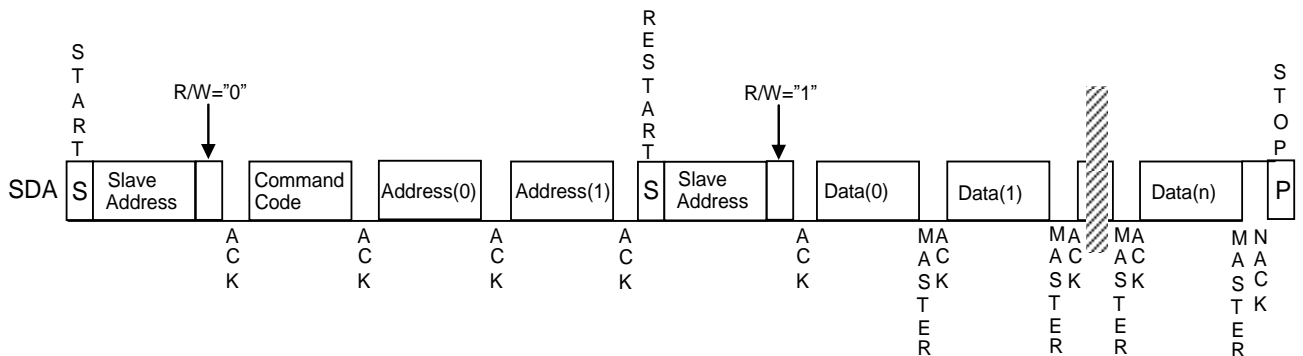 START
RESTART
STOP
R/W="0"
R/W="1"
SDA
S
Slave
Address
Command
Code
Address(0)
Address(1)
S
Slave
Address
Data(0)
Data(1)
Data(n)
P
ACK
ACK
ACK
ACK
ACK
MASTER
ACK
MASTER
ACK
MASTER
ACK
MASTER
NACK